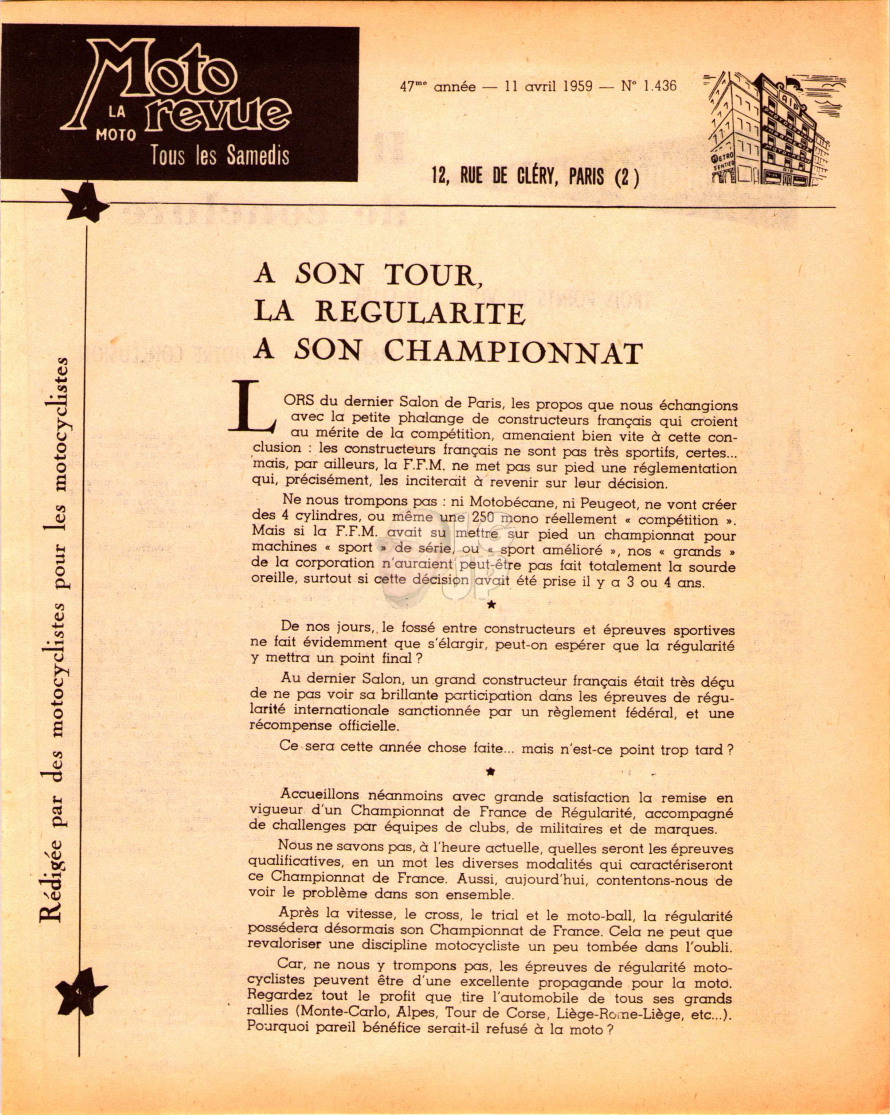 Moto
revue
LA
MOTO
Tous les Samedis
47me année — 11 avril 1959 — N° 1.436
METRO
SENTIER
12, RUE DE CLÉRY, PARIS (2)
A SON TOUR,
LA REGULARITE
A SON CHAMPIONNAT
Rédigée par des motocyclistes pour les motocyclistes
LORS du dernier Salon de Paris, les propos que nous échangions
avec la petite phalange de constructeurs français qui croient
au mérite de la compétition, amenaient bien vite à cette con-
clusion : les constructeurs français ne sont pas très sportifs, certes...
mais, par ailleurs, la F.F.M. ne met pas sur pied une réglementation
qui, précisément, les inciterait à revenir sur leur décision.
Ne nous trompons pas : ni Motobécane, ni Peugeot, ne vont créer
des 4 cylindres, ou même une 250 mono réellement « compétition ».
Mais si la F.F.M. avait su mettre sur pied un championnat pour
machines « sport » de série, ou « sport amélioré », nos « grands »
de la corporation n'auraient peut-être pas fait totalement la sourde
oreille, surtout si cette décision avait été prise il y a 3 ou 4 ans.
De nos jours, le fossé entre constructeurs et épreuves sportives
ne fait évidemment que s'élargir, peut-on espérer que la régularité
y mettra un point final ?
Au dernier Salon, un grand constructeur français était très déçu
de ne pas voir sa brillante participation dans les épreuves de régu-
larité internationale sanctionnée par un règlement fédéral, et une
récompense officielle.
Ce sera cette année chose faite... mais n'est-ce point trop tard ?
Accueillons néanmoins avec grande satisfaction la remise en
vigueur d'un Championnat de France de Régularité, accompagné
de challenges par équipes de clubs, de militaires et de marques.
Nous ne savons pas, à l'heure actuelle, quelles seront les épreuves
qualificatives, en un mot les diverses modalités qui caractériseront
ce Championnat de France. Aussi, aujourd'hui, contentons-nous de
voir le problème dans son ensemble.
Après la vitesse, le cross, le trial et le moto-ball, la régularité
possédera désormais son Championnat de France. Cela ne peut que
revaloriser une discipline motocycliste un peu tombée dans l'oubli.
Car, ne nous y trompons pas, les épreuves de régularité moto-
cyclistes peuvent être d'une excellente propagande pour la moto.
Regardez tout le profit que tire l'automobile de tous ses grands
rallies (Monte-Carlo, Alpes, Tour de Corse, Liège-Rome-Liège, etc...).
Pourquoi pareil bénéfice serait-il refusé à la moto ?